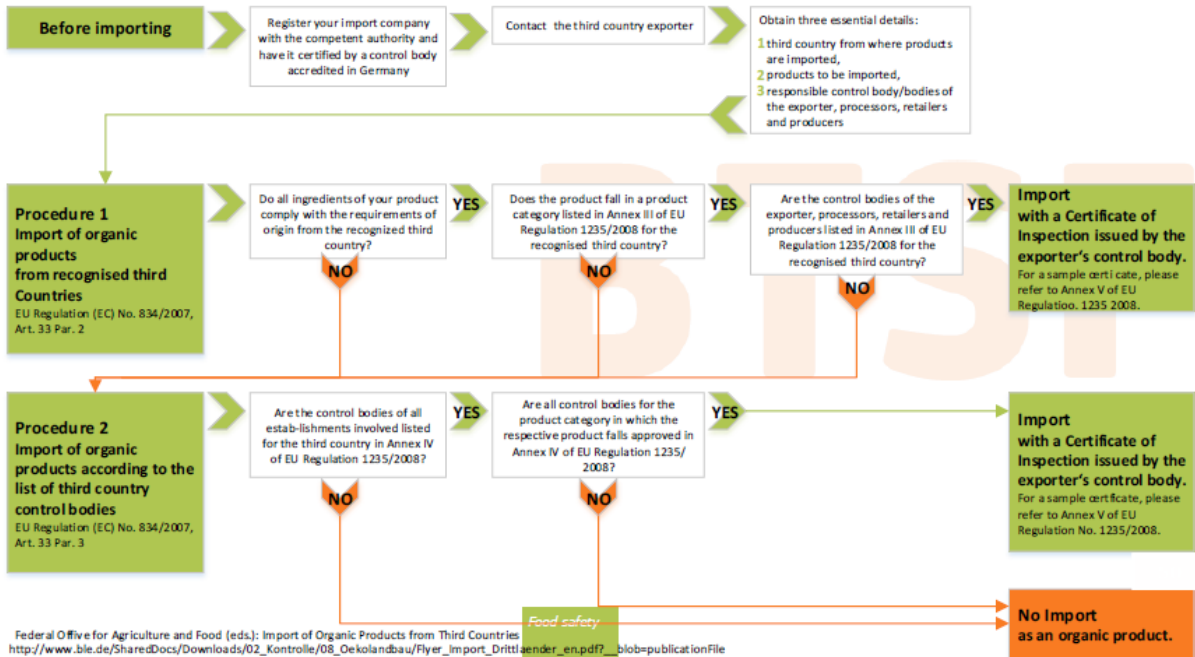 Before importing
Register your import company
with the competent authority and
have it certified by a control body
accredited in Germany
Contact the third country exporter
Obtain three essential details:
1 third country from where products
are imported,
2 products to be imported,
3 responsible control body/bodies of
the exporter, processors, retailers
and producers
BTSF
Procedure 1
Import of organic
products
from recognised third
Countries
EU Regulation (EC) No. 834/2007,
Art. 33 Par. 2
Do all ingredients of your product
comply with the requirements of
origin from the recognized third
country?
YES
NO
Does the product fall in a product
category listed in Annex III of EU
Regulation 1235/2008 for the
recognised third country?
YES
NO
Are the control bodies of the
exporter, processors, retailers and
producers listed in Annex III of EU
Regulation 1235/2008 for the
recognised third country?
YES
NO
Import
with a Certificate of
Inspection issued by the
exporter's control body.
For a sample certi cate, please
refer to Annex V of EU
Regulatioo. 1235 2008.
Procedure 2
Import of organic
products according to the
list of third country
control bodies
EU Regulation (EC) No. 834/2007,
Art. 33 Par. 3
Are the control bodies of all
estab-lishments involved listed
for the third country in Annex IV
of EU Regulation 1235/2008?
YES
NO
Are all control bodies for the
product category in which the
respective product falls approved in
Annex IV of EU Regulation 1235/
2008?
YES
NO
Import
with a Certificate of
Inspection issued by the
exporter's control body.
For a sample certficate, please
refer to Annex V of EU
Regulation No. 1235/2008.
No Import
as an organic product.
Food safety
Federal Offive for Agriculture and Food (eds.): Import of Organic Products from Third Countries
http://www.ble.de/SharedDocs/Downloads/02_Kontrolle/08_Oekolandbau/Flyer_Import_Drittlaender_en.pdf?__blob=publicationFile